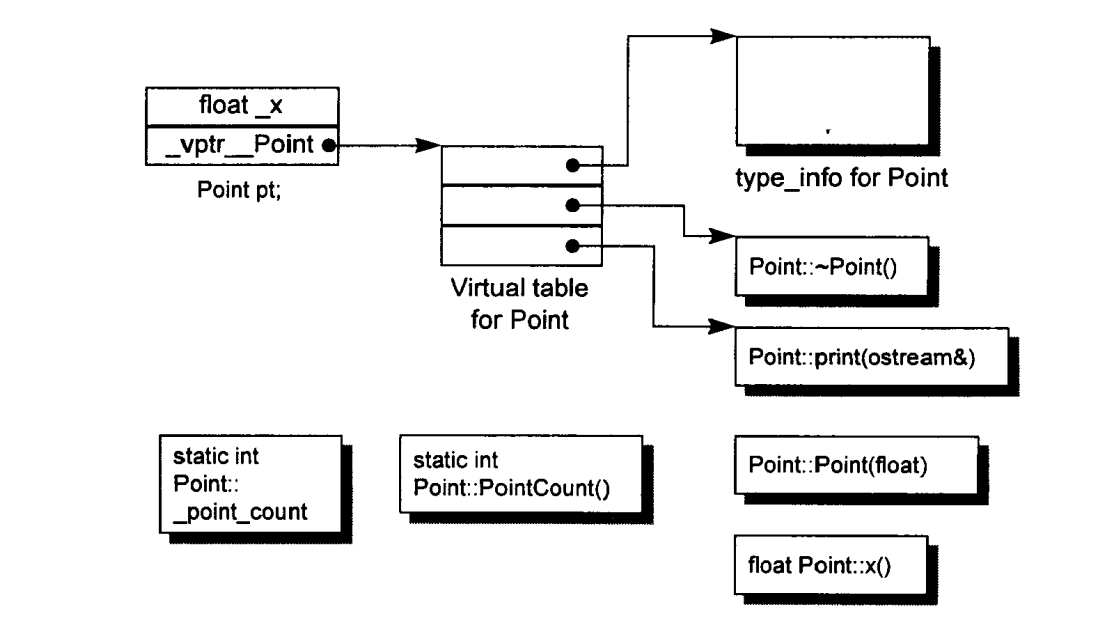 float _x
_vptr__Point
Point pt;
Virtual table
for Point
type_info for Point
Point::~Point()
Point::print(ostream&)
static int
Point::
_point_count
static int
Point::PointCount()
Point::Point(float)
float Point::x()